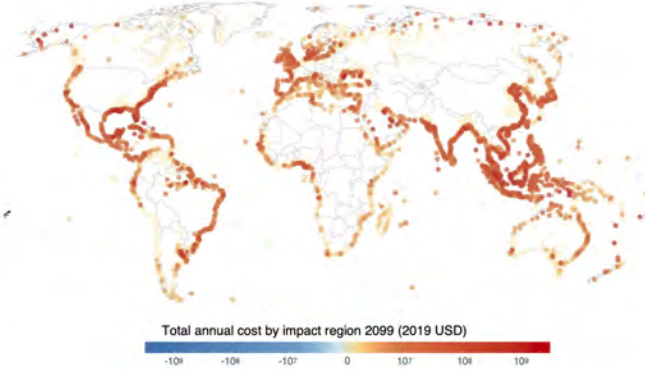 Total annual cost by impact region 2099 (2019 USD)
-10⁹ -10⁸ -10⁷ 0 10⁷ 10⁸ 10⁹